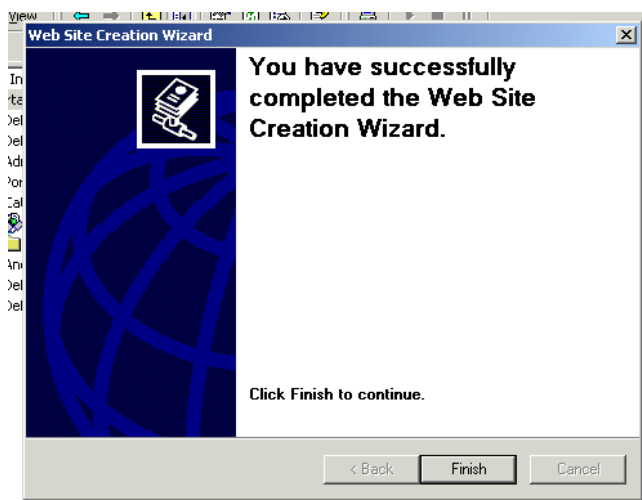 View
Web Site Creation Wizard
You have successfully
completed the Web Site
Creation Wizard.
Click Finish to continue.
< Back
Finish
Cancel